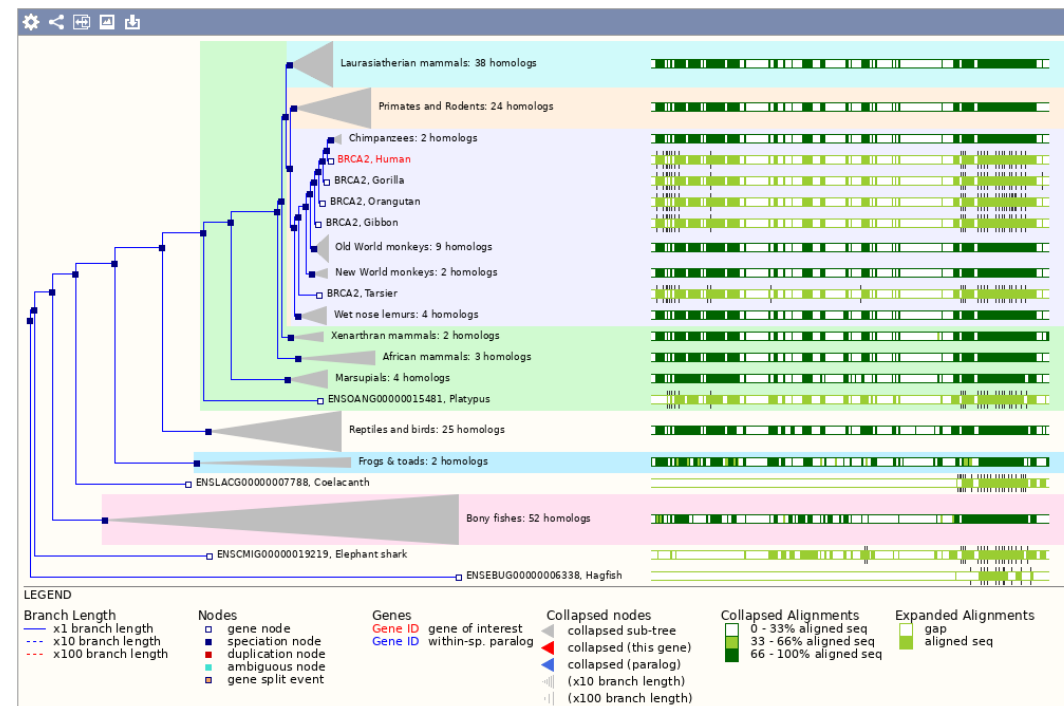 Laurasiatherian mammals: 38 homologs
Primates and Rodents: 24 homologs
Chimpanzees: 2 homologs
BRCA2, Human
BRCA2, Gorilla
BRCA2, Orangutan
BRCA2, Gibbon
Old World monkeys: 9 homologs
New World monkeys: 2 homologs
BRCA2, Tarsier
Wet nose lemurs: 4 homologs
Xenarthran mammals: 2 homologs
African mammals: 3 homologs
Marsupials: 4 homologs
ENSOANG00000015481, Platypus
Reptiles and birds: 25 homologs
Frogs & toads: 2 homologs
ENSLACG00000007788, Coelacanth
Bony fishes: 52 homologs
ENSCMIG00000019219, Elephant shark
ENSEBUG00000006338, Hagfish
LEGEND
Branch Length
x1 branch length
x10 branch length
x100 branch length
Nodes
gene node
speciation node
duplication node
ambiguous node
gene split event
Genes
Gene ID gene of interest
Gene ID within-sp. paralog
Collapsed nodes
collapsed sub-tree
collapsed (this gene)
collapsed (paralog)
(x10 branch length)
(x100 branch length)
Collapsed Alignments
0 - 33% aligned seq
33 - 66% aligned seq
66 - 100% aligned seq
Expanded Alignments
gap
aligned seq